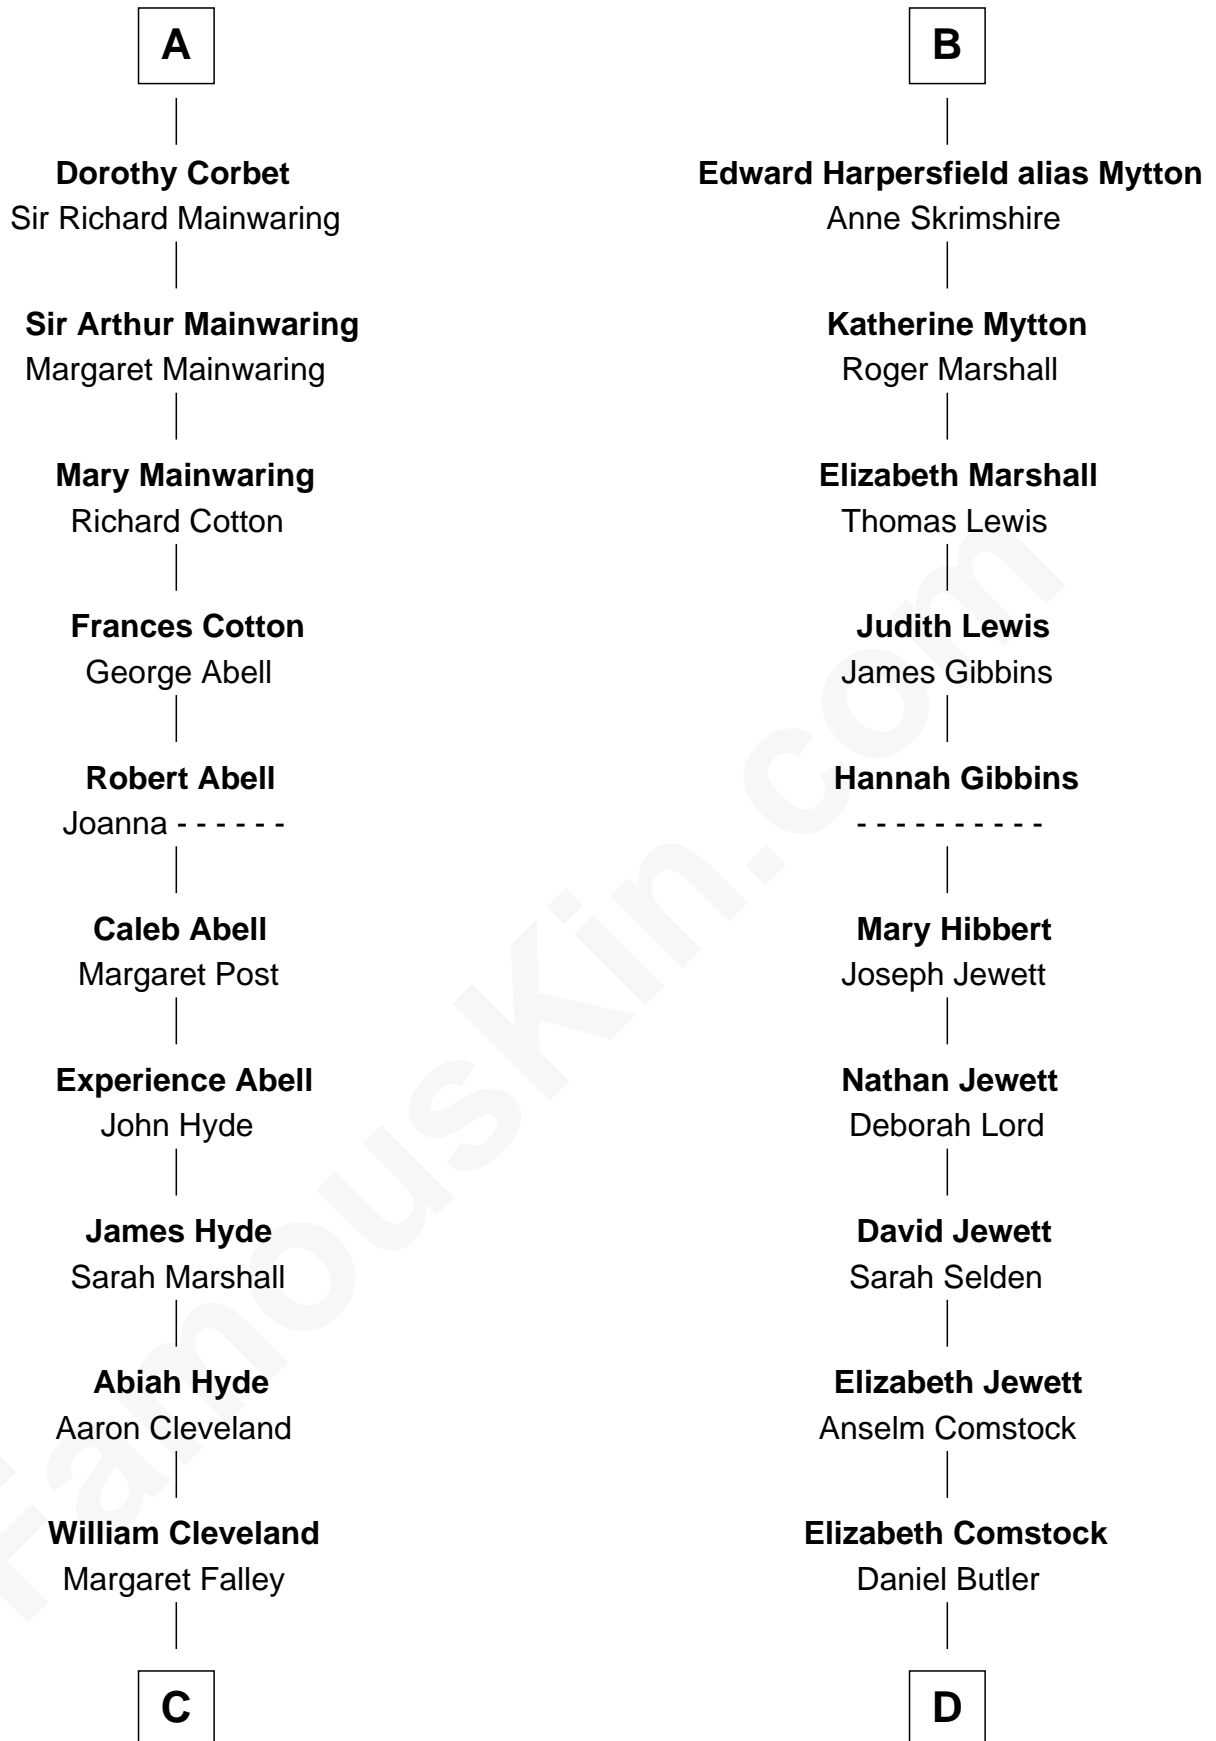 A
Dorothy Corbet
Sir Richard Mainwaring
Sir Arthur Mainwaring
Margaret Mainwaring
Mary Mainwaring
Richard Cotton
Frances Cotton
George Abell
Robert Abell
Joanna - - - - - -
Caleb Abell
Margaret Post
Experience Abell
John Hyde
James Hyde
Sarah Marshall
Abiah Hyde
Aaron Cleveland
William Cleveland
Margaret Falley
C
B
Edward Harpersfield alias Mytton
Anne Skrimshire
Katherine Mytton
Roger Marshall
Elizabeth Marshall
Thomas Lewis
Judith Lewis
James Gibbins
Hannah Gibbins
- - - - - - - - - -
Mary Hibbert
Joseph Jewett
Nathan Jewett
Deborah Lord
David Jewett
Sarah Selden
Elizabeth Jewett
Anselm Comstock
Elizabeth Comstock
Daniel Butler
D
FamousKin.com